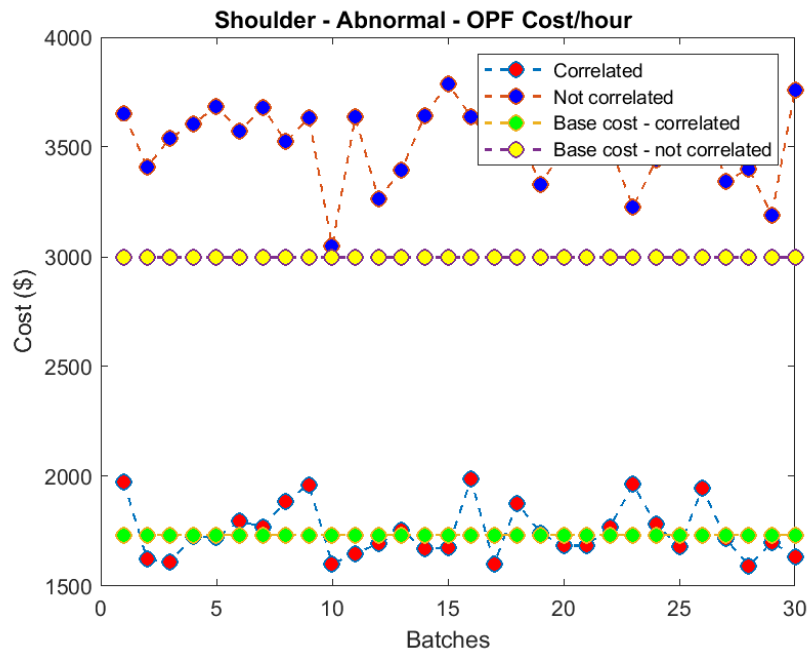 Shoulder - Abnormal - OPF Cost/hour
4000
3500
3000
2500
2000
1500
Cost ($)
Correlated
Not correlated
Base cost - correlated
Base cost - not correlated
0 5 10 15 20 25 30
Batches